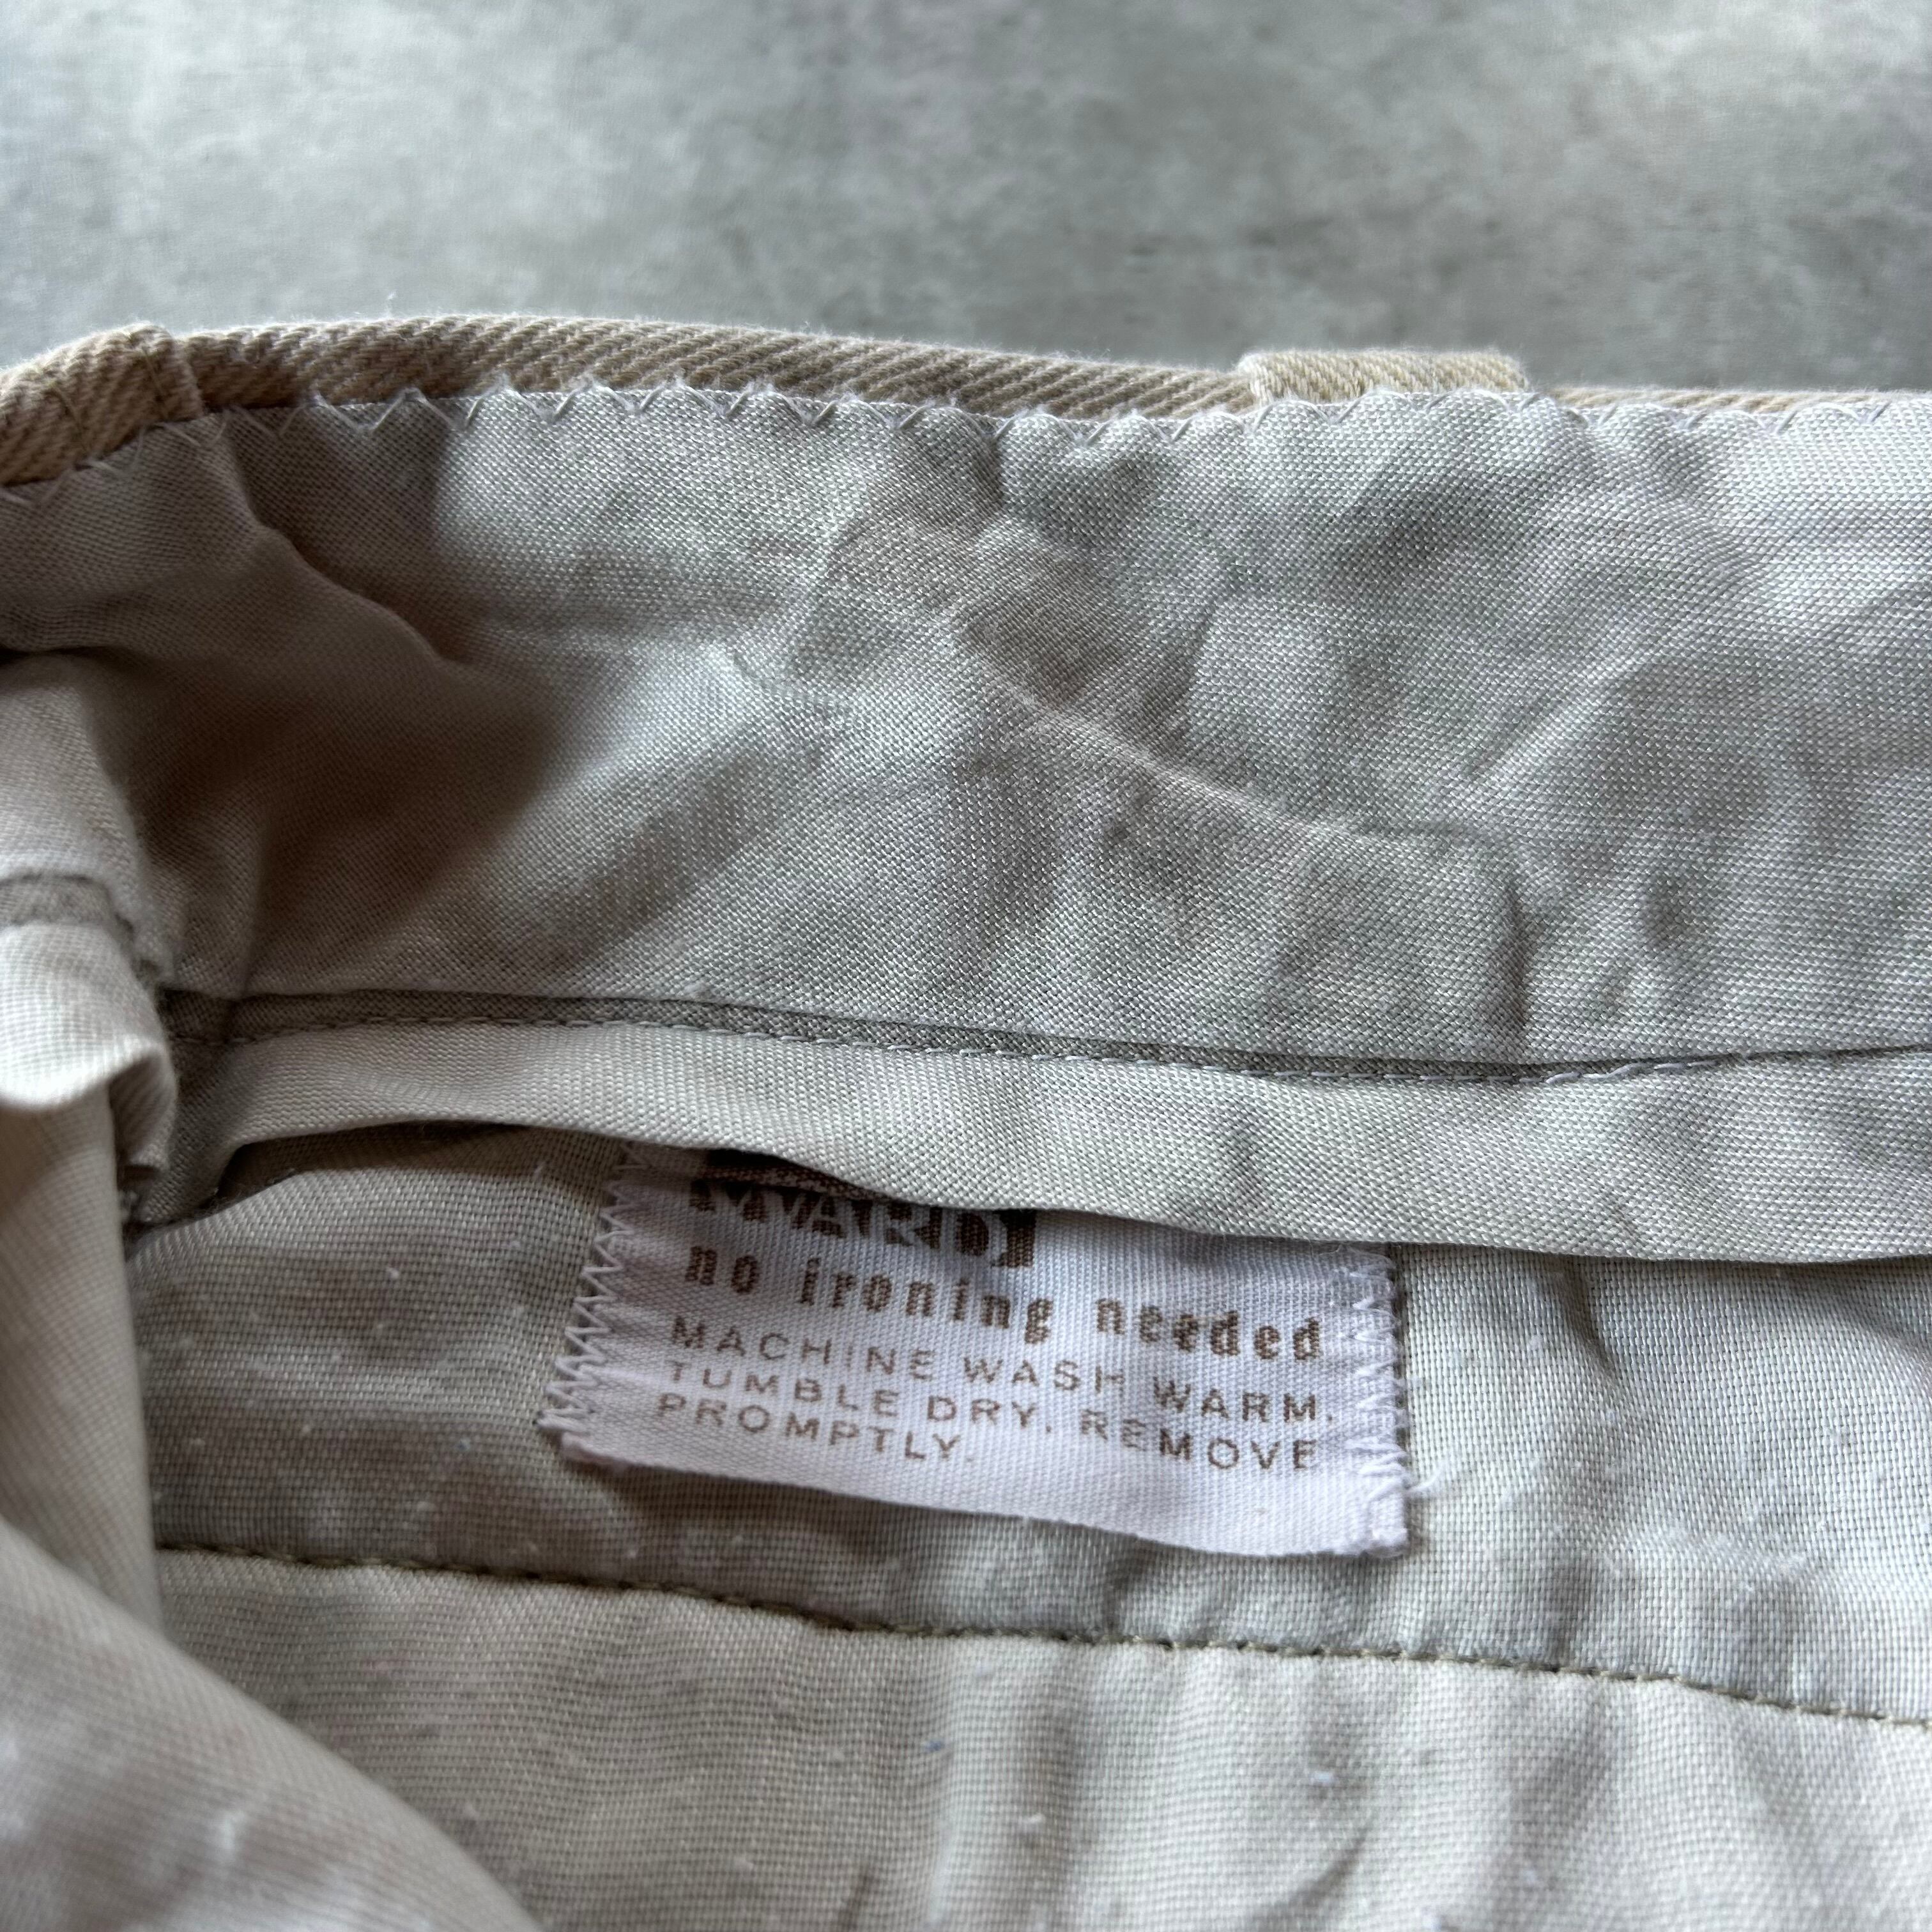 no ironing needed
MACHINE WASH WARM.
TUMBLE DRY. REMOVE
PROMPTLY.